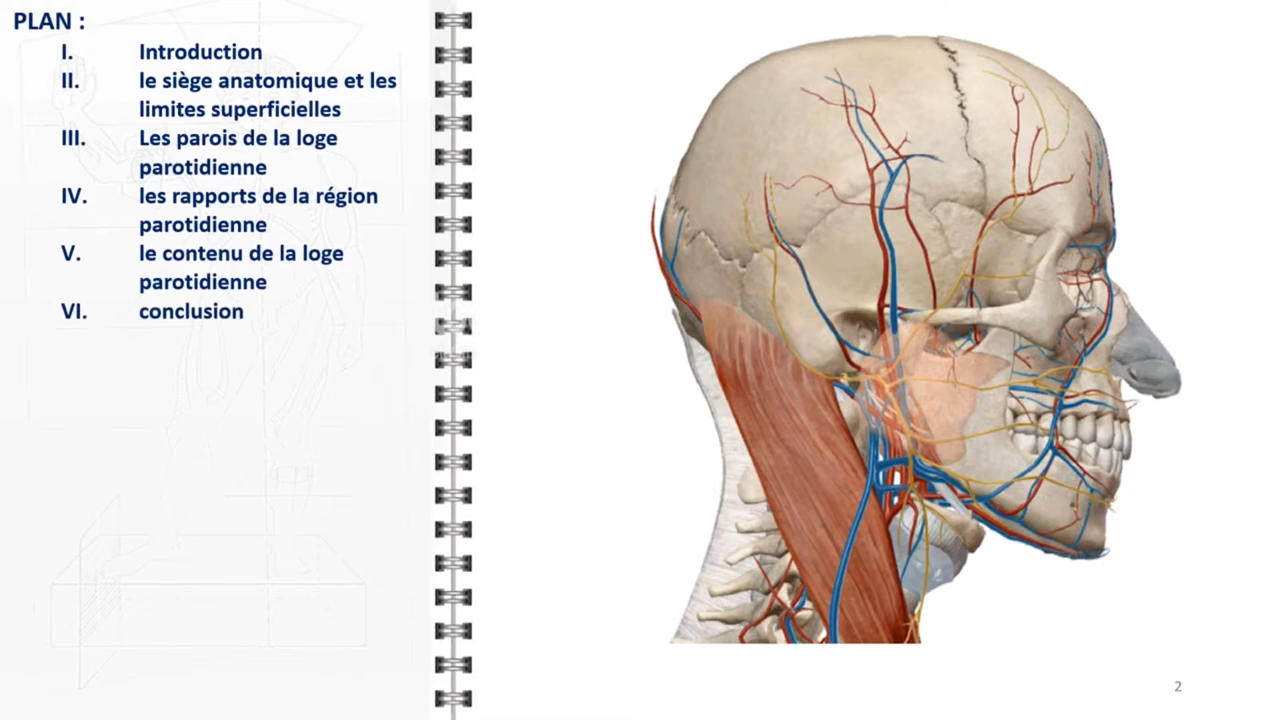 PLAN :
I. Introduction
II. le siège anatomique et les
limites superficielles
III. Les parois de la loge
parotidienne
IV. les rapports de la région
parotidienne
V. le contenu de la loge
parotidienne
VI. conclusion
2